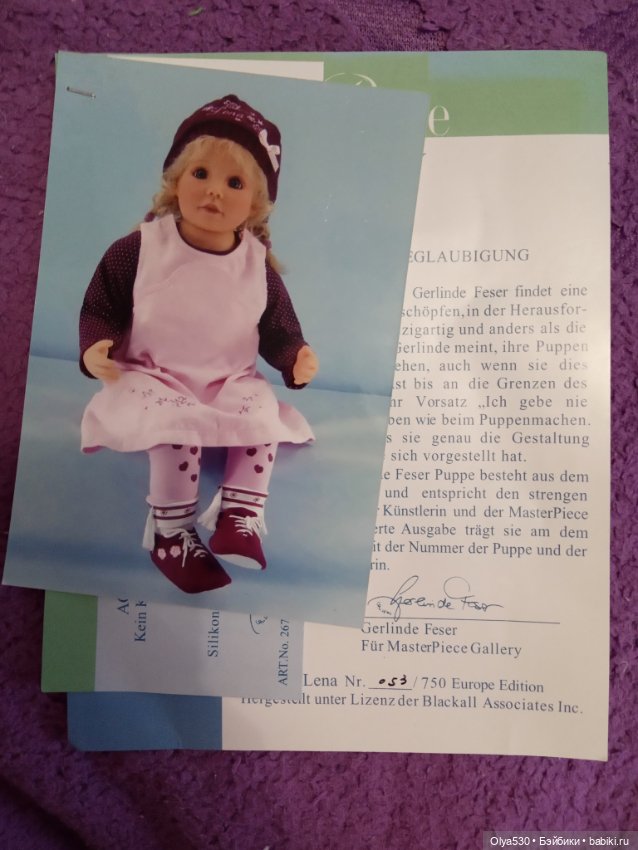 e
EGLAUBIGUNG
Gerlinde Feser findet eine
schöpfen, in der Herausfor-
zigartig und anders als die
Gerlinde meint, ihre Puppen
ehen, auch wenn sie dies
st bis an die Grenzen des
hr Vorsatz „Ich gebe nie
ben wie beim Puppenmachen.
s sie genau die Gestaltung
sich vorgestellt hat.
e Feser Puppe besteht aus dem
und entspricht den strengen
r Künstlerin und der MasterPiece
erte Ausgabe trägt sie am dem
it der Nummer der Puppe und der
rin.
Gerlinde Feser
Gerlinde Feser
Für MasterPiece Gallery
Lena Nr. 053 / 750 Europe Edition
Hergestellt unter Lizenz der Blackall Associates Inc.
Kein
Silikon
ART.No. 267
Olya530 • Бэйбики • babiki.ru